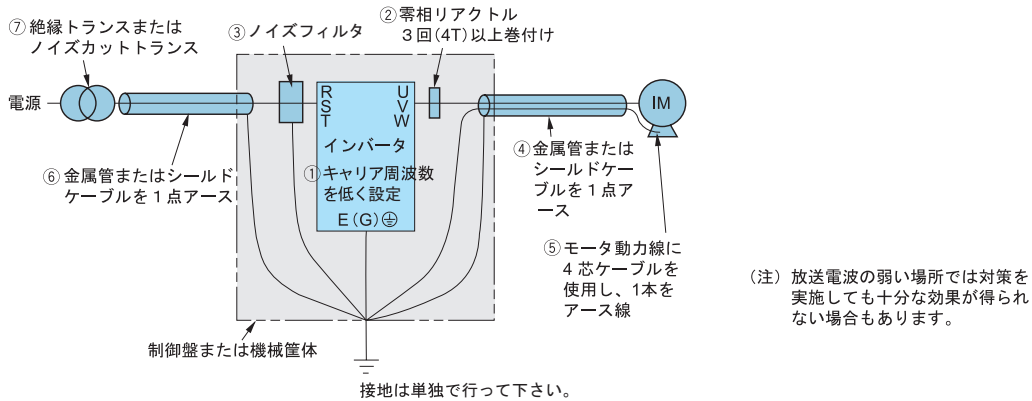 ⑦絶縁トランスまたは
ノイズカットトランス
③ノイズフィルタ
②零相リアクトル
3回(4T)以上巻付け
電源
R
S
T
U
V
W
インバータ
①キャリア周波数
を低く設定
E(G)
IM
⑥金属管またはシールド
ケーブルを1点アース
④金属管または
シールドケー
ブルを1点ア
ース
⑤モータ動力線に
4芯ケーブルを
使用し、1本を
アース線
(注) 放送電波の弱い場所では対策を
実施しても十分な効果が得られ
ない場合もあります。
制御盤または機械筐体
接地は単独で行って下さい。